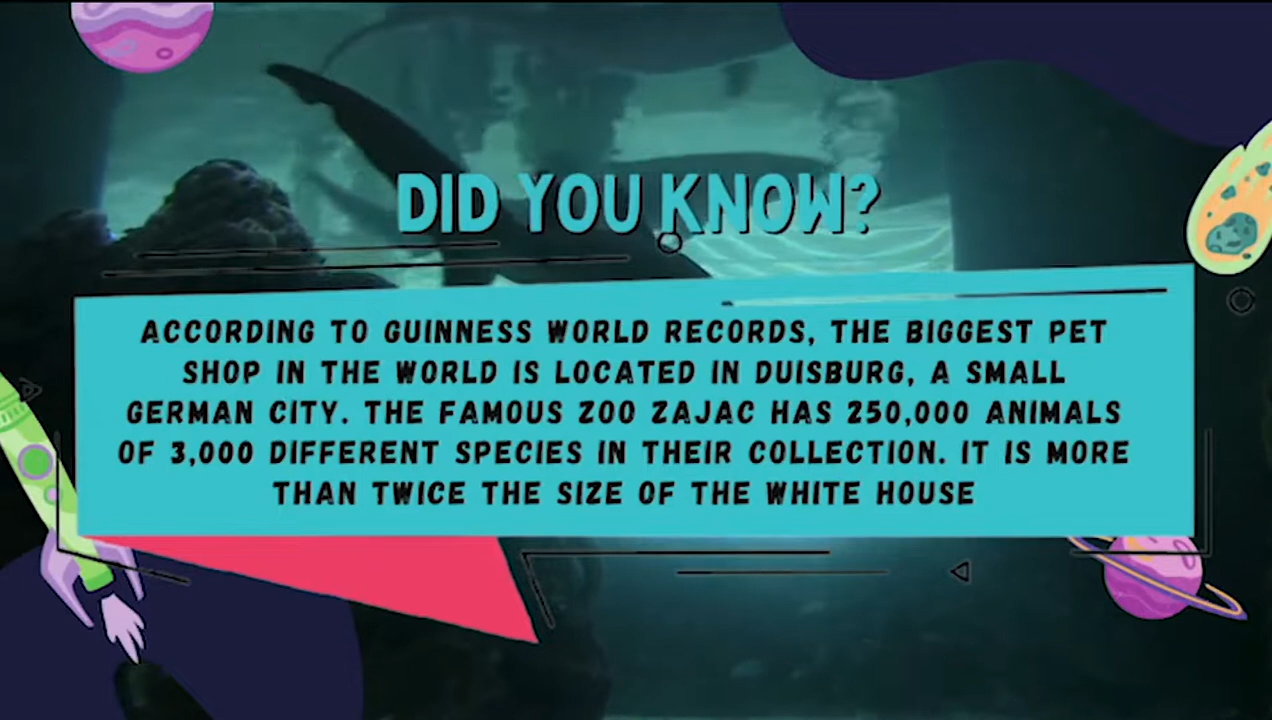 DID YOU KNOW?
ACCORDING TO GUINNESS WORLD RECORDS, THE BIGGEST PET
SHOP IN THE WORLD IS LOCATED IN DUISBURG, A SMALL
GERMAN CITY. THE FAMOUS ZOO ZAJAC HAS 250,000 ANIMALS
OF 3,000 DIFFERENT SPECIES IN THEIR COLLECTION. IT IS MORE
THAN TWICE THE SIZE OF THE WHITE HOUSE